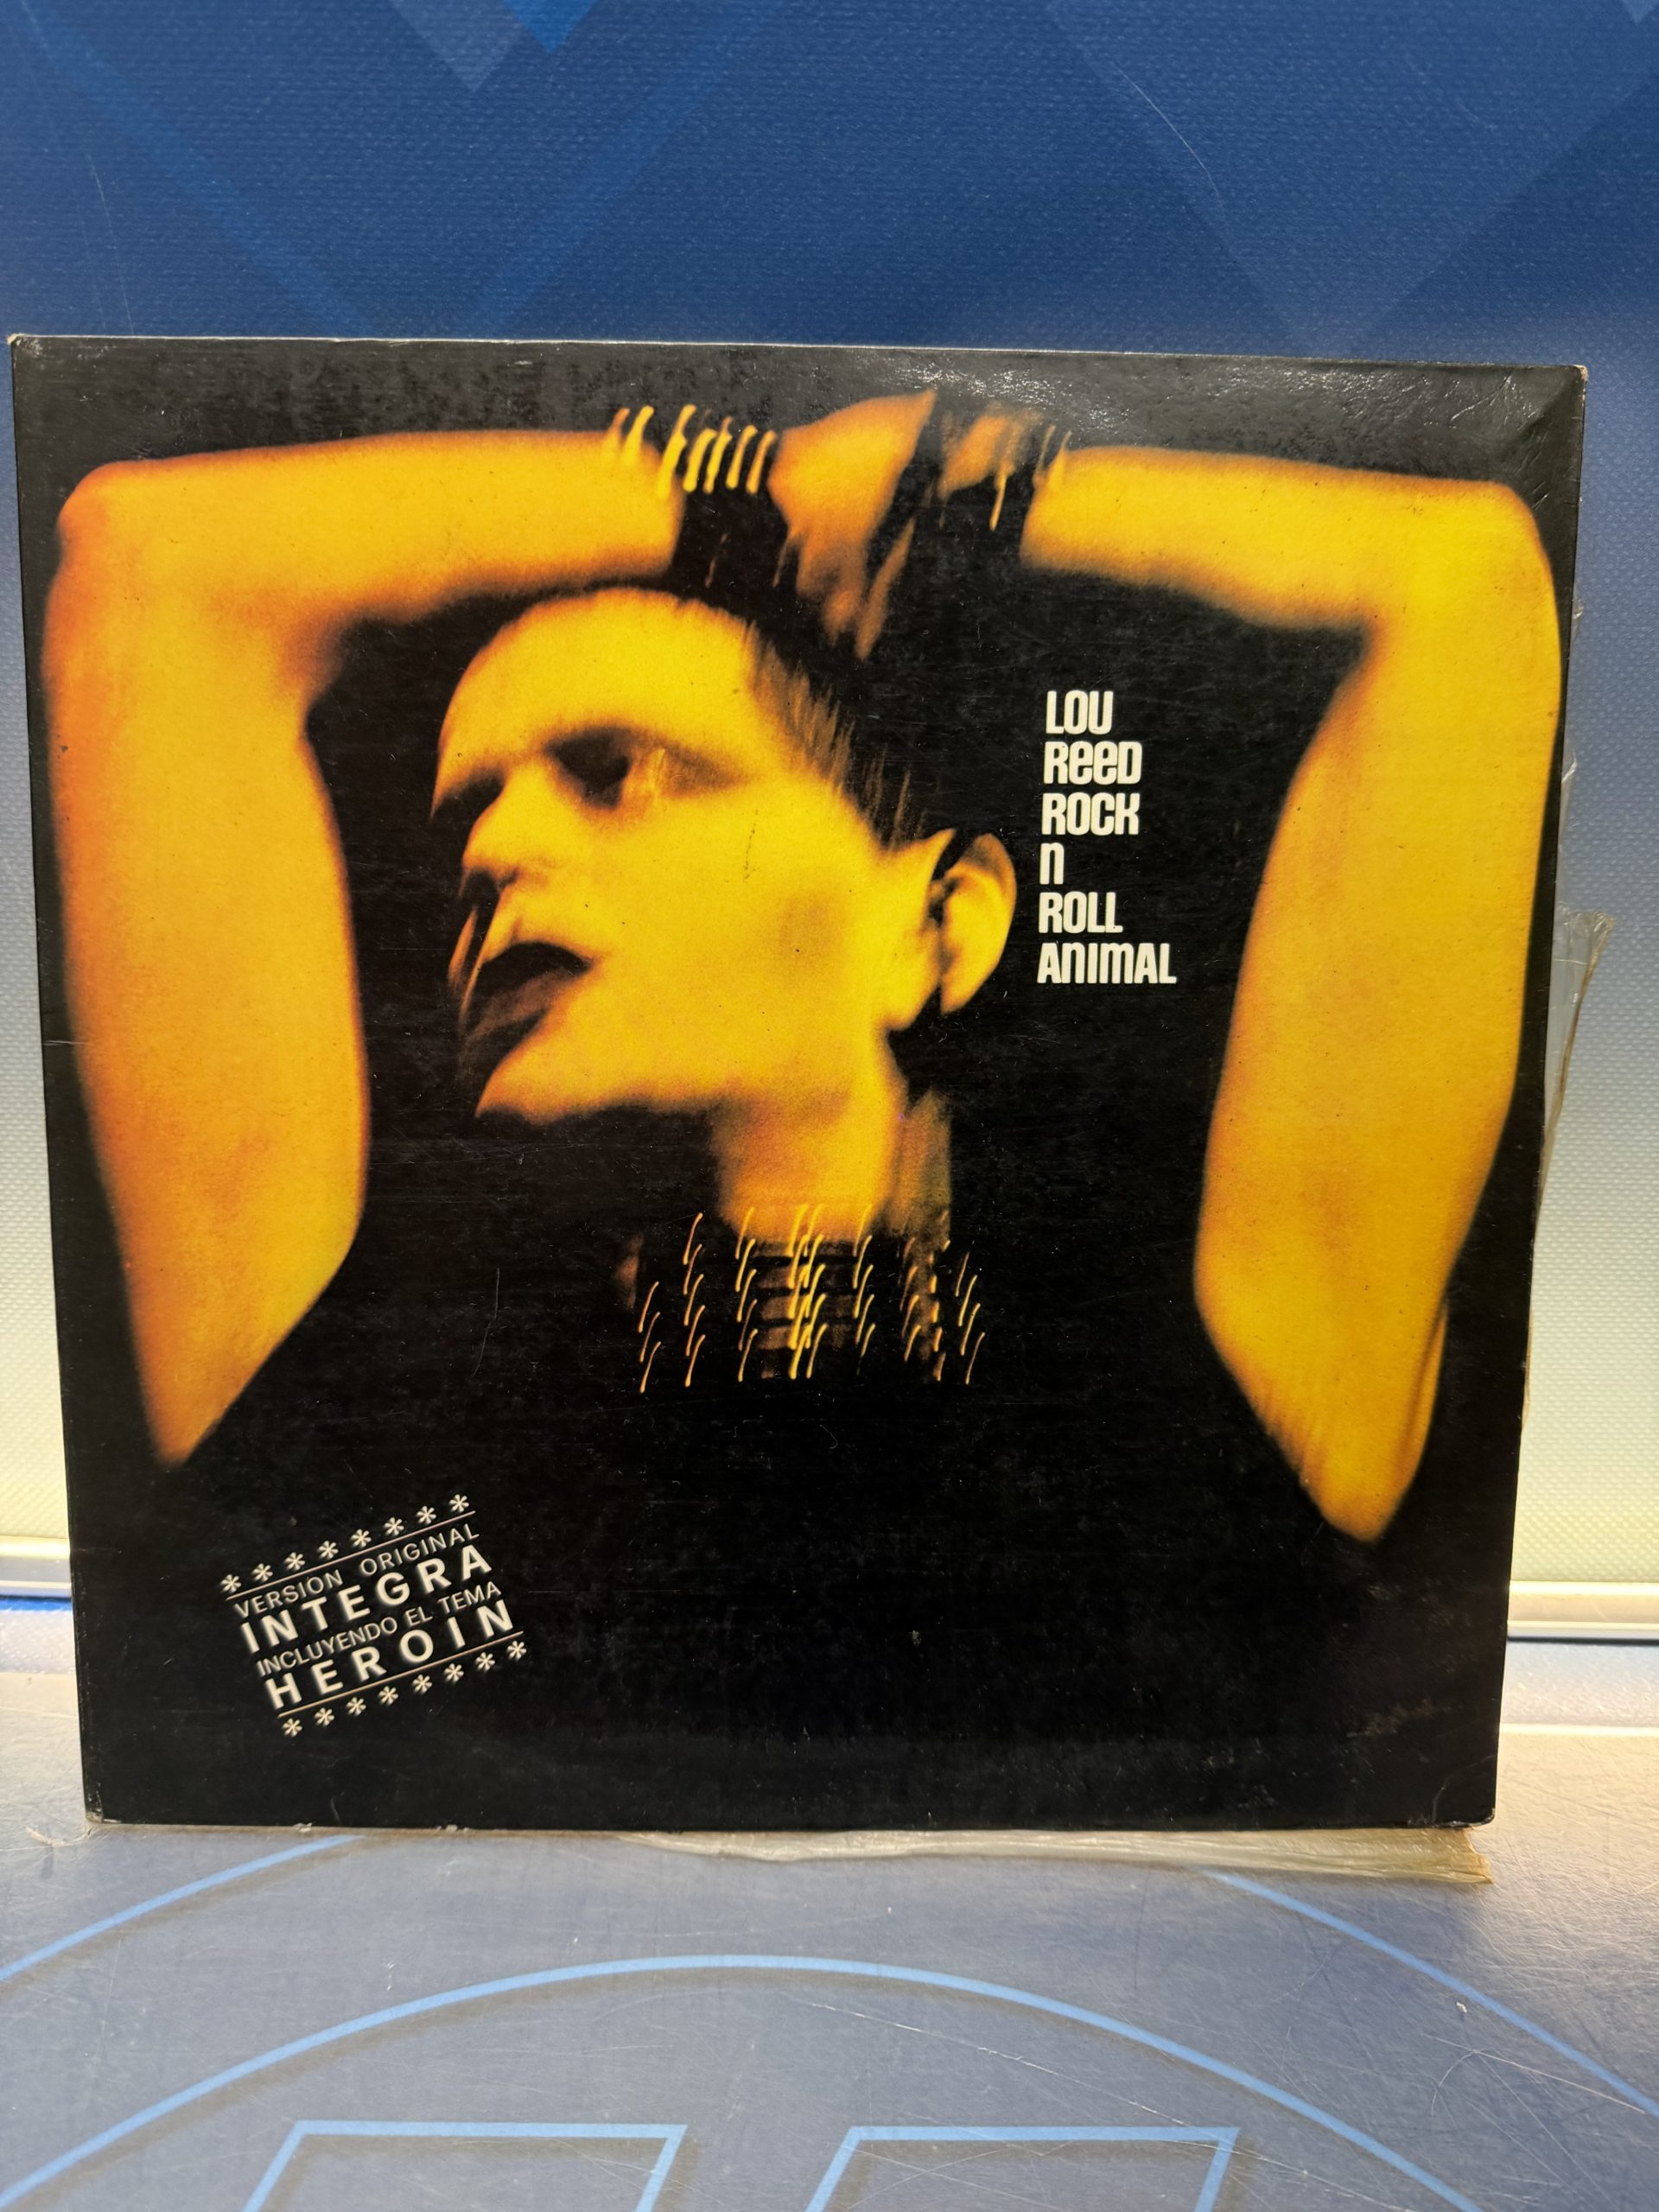 LOU
REED
ROCK
N
ROLL
ANIMAL
* * * * * * * *
VERSION ORIGINAL
INTEGRA
INCLUYENDO EL TEMA
HEROIN
* * * * * * * *